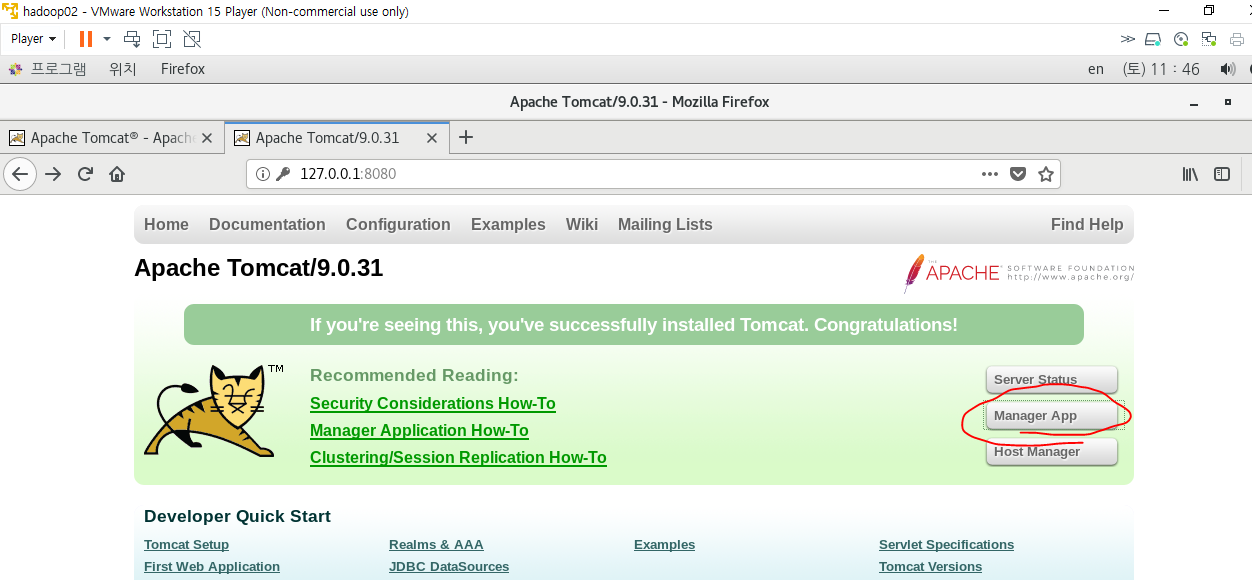 hadoop02 - VMware Workstation 15 Player (Non-commercial use only)
Player
프로그램 위치 Firefox en (토) 11 : 46
Apache Tomcat/9.0.31 - Mozilla Firefox
Apache Tomcat® - Apache Apache Tomcat/9.0.31
127.0.0.1:8080
Home Documentation Configuration Examples Wiki Mailing Lists Find Help
Apache Tomcat/9.0.31
THE APACHE SOFTWARE FOUNDATION
http://www.apache.org/
If you're seeing this, you've successfully installed Tomcat. Congratulations!
TM
Recommended Reading:
Security Considerations How-To
Manager Application How-To
Clustering/Session Replication How-To
Server Status
Manager App
Host Manager
Developer Quick Start
Tomcat Setup Realms & AAA Examples Servlet Specifications
First Web Application JDBC DataSources Tomcat Versions